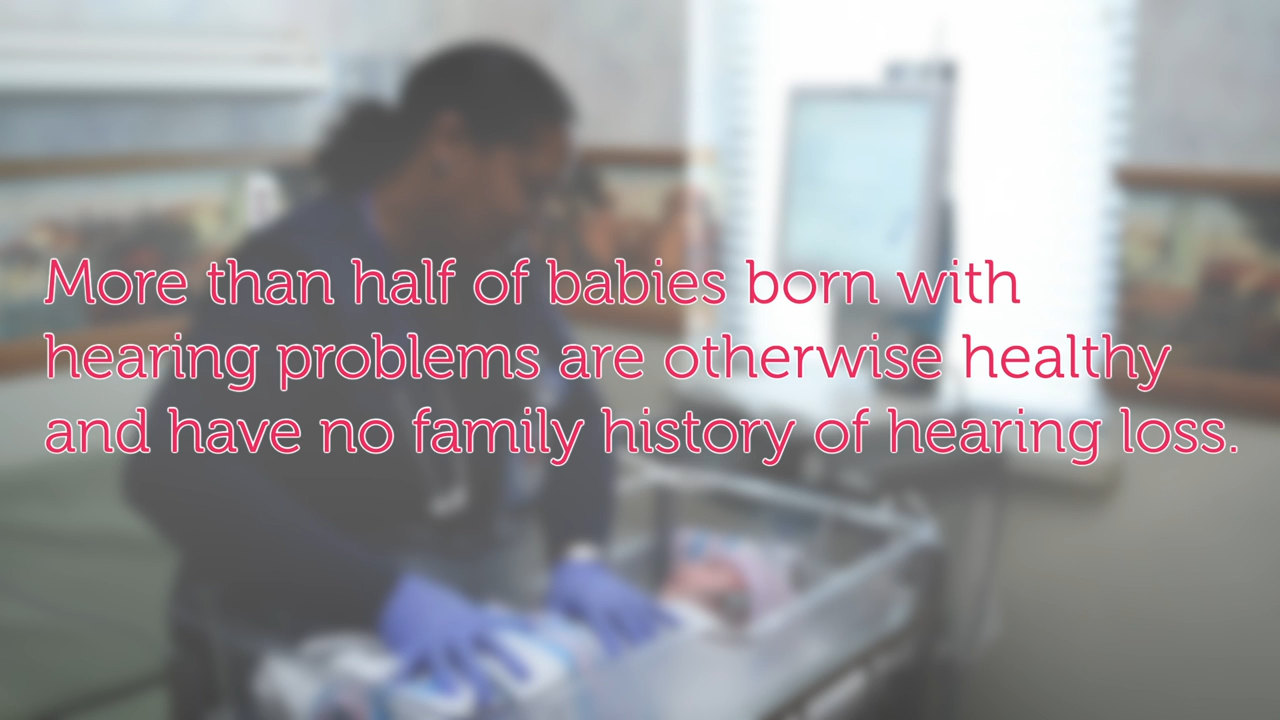 More than half of babies born with
hearing problems are otherwise healthy
and have no family history of hearing loss.